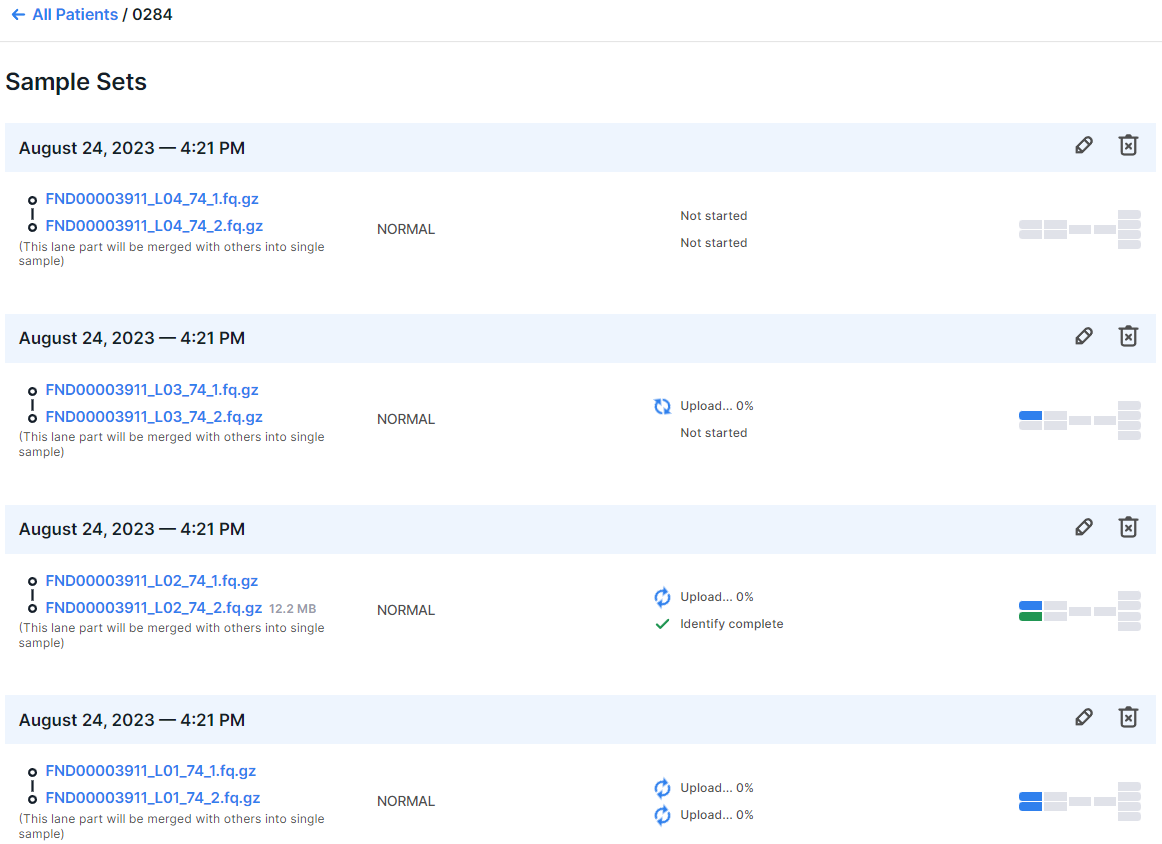 ← All Patients / 0284
Sample Sets
August 24, 2023 — 4:21 PM
FND00003911_L04_74_1.fq.gz
FND00003911_L04_74_2.fq.gz
(This lane part will be merged with others into single
sample)
NORMAL
Not started
Not started
August 24, 2023 — 4:21 PM
FND00003911_L03_74_1.fq.gz
FND00003911_L03_74_2.fq.gz
(This lane part will be merged with others into single
sample)
NORMAL
Upload... 0%
Not started
August 24, 2023 — 4:21 PM
FND00003911_L02_74_1.fq.gz
FND00003911_L02_74_2.fq.gz 12.2 MB
(This lane part will be merged with others into single
sample)
NORMAL
Upload... 0%
Identify complete
August 24, 2023 — 4:21 PM
FND00003911_L01_74_1.fq.gz
FND00003911_L01_74_2.fq.gz
(This lane part will be merged with others into single
sample)
NORMAL
Upload... 0%
Upload... 0%